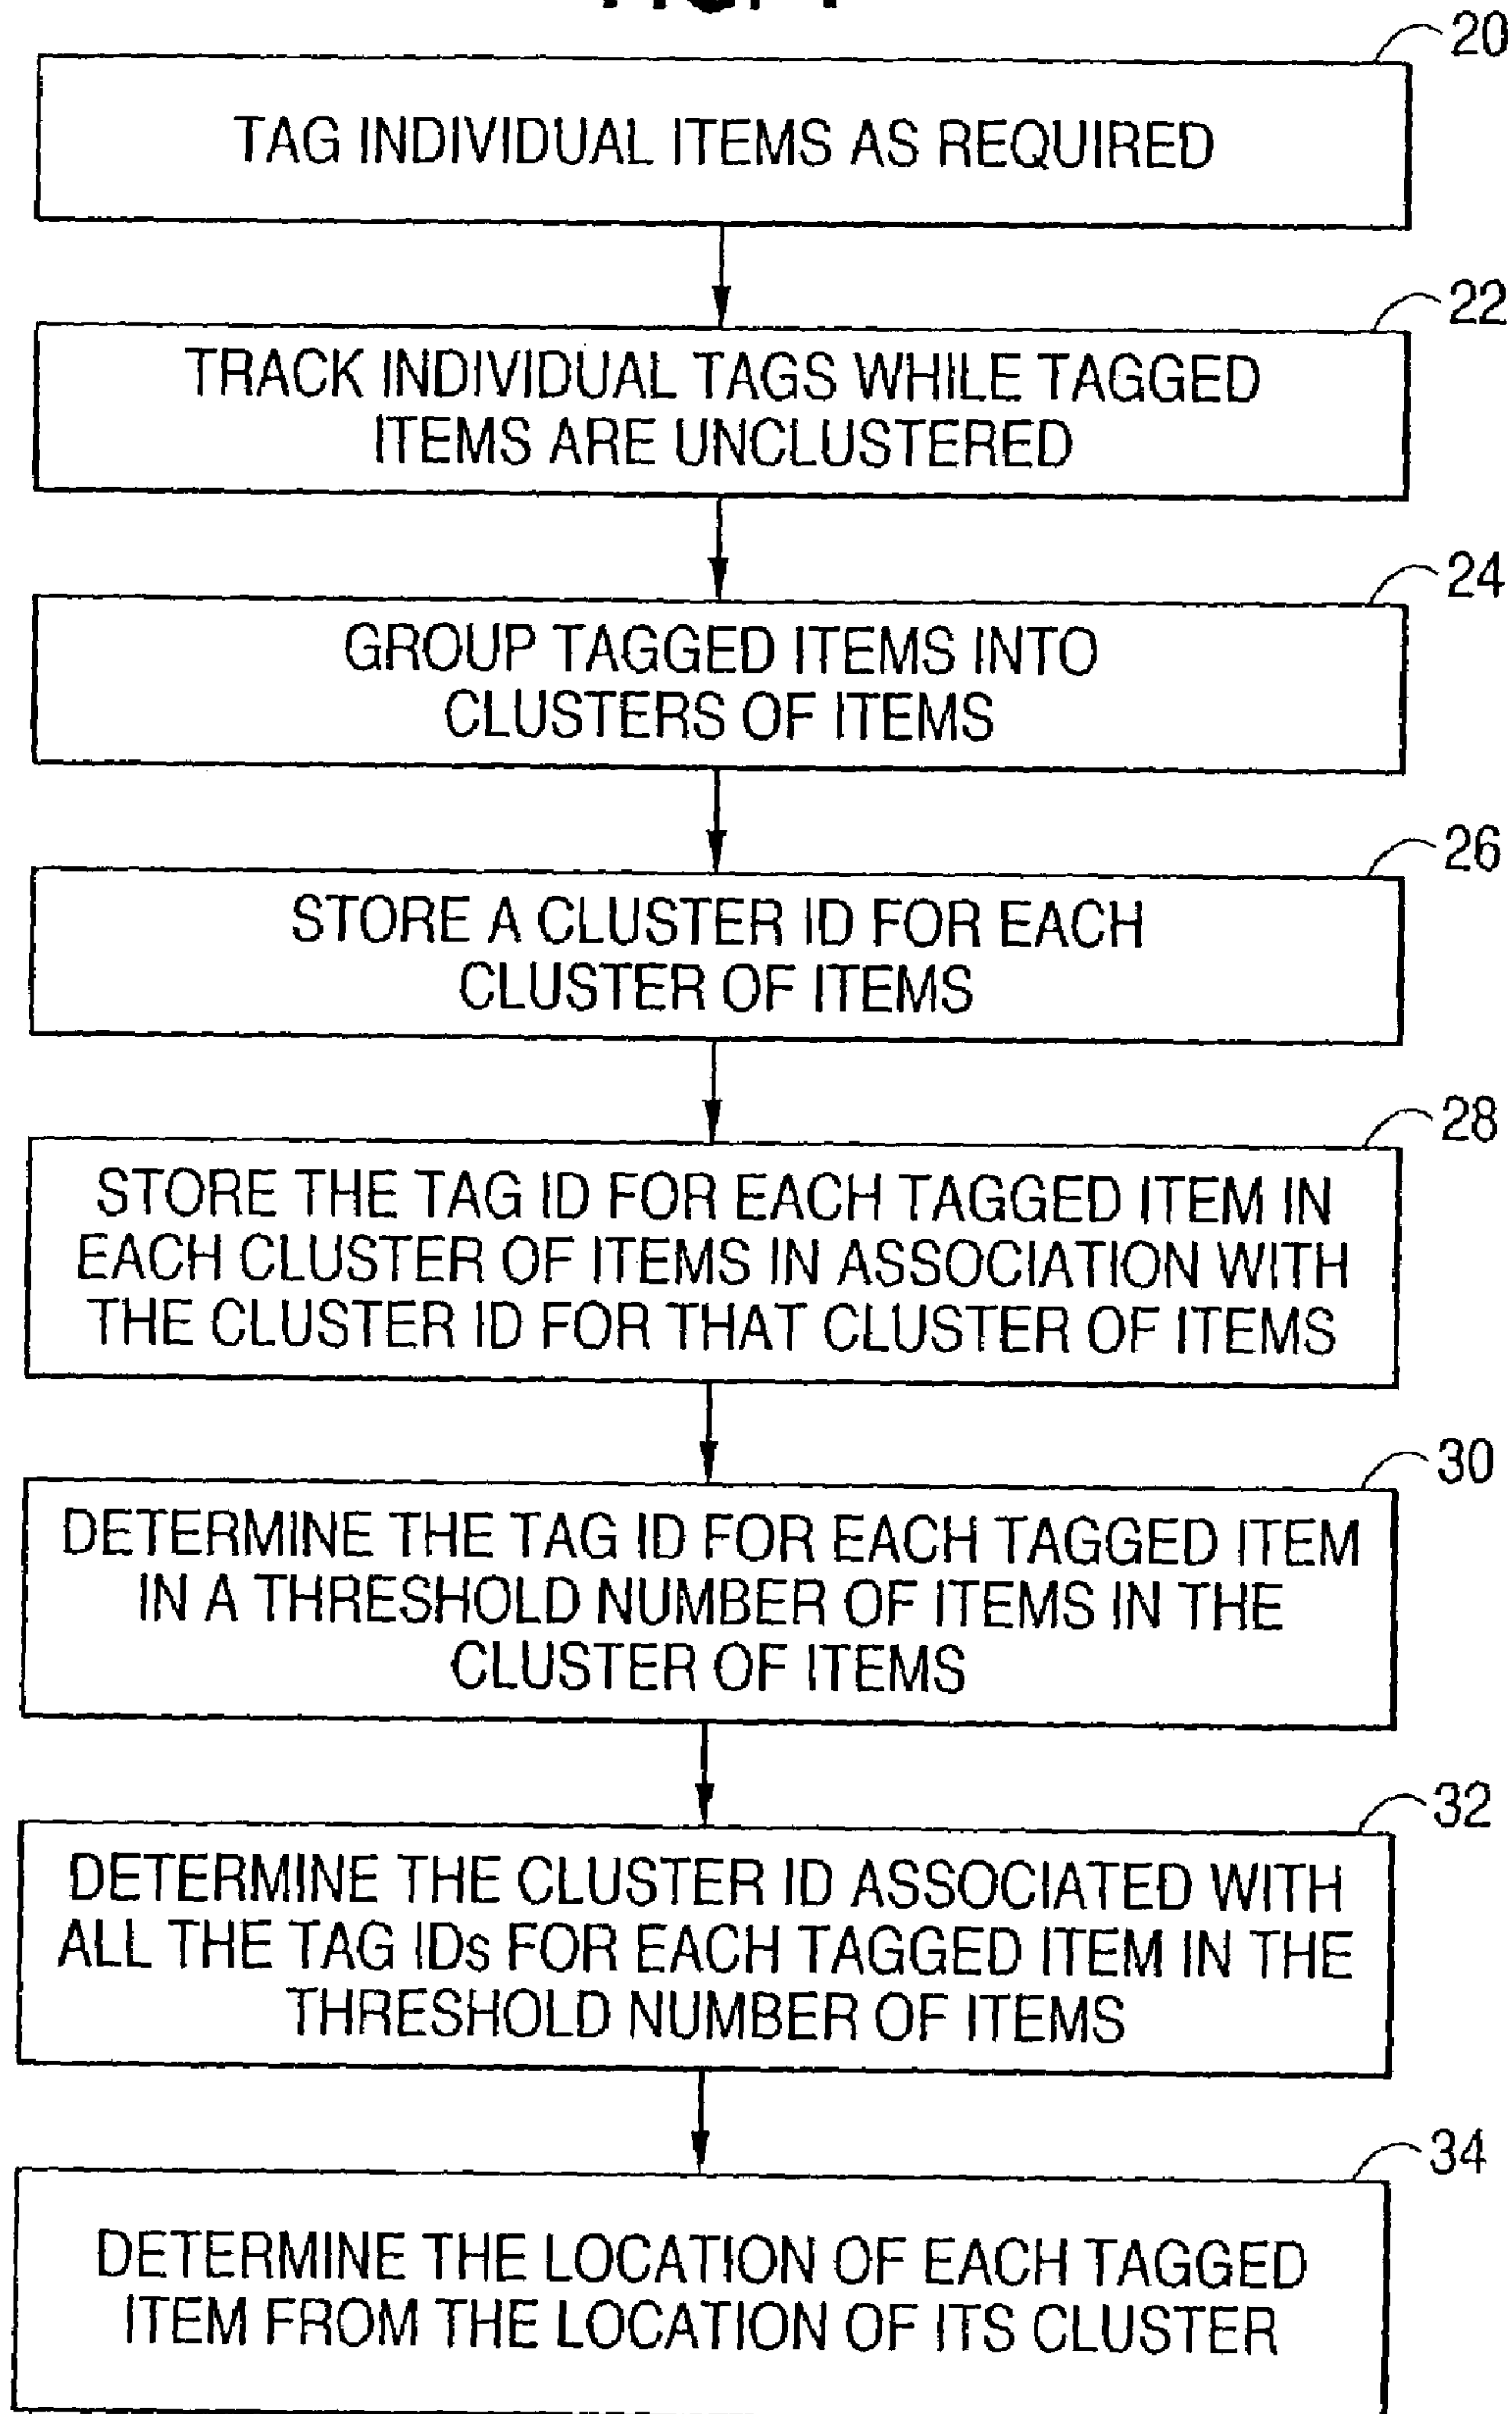 20
TAG INDIVIDUAL ITEMS AS REQUIRED
22
TRACK INDIVIDUAL TAGS WHILE TAGGED
ITEMS ARE UNCLUSTERED
24
GROUP TAGGED ITEMS INTO
CLUSTERS OF ITEMS
26
STORE A CLUSTER ID FOR EACH
CLUSTER OF ITEMS
28
STORE THE TAG ID FOR EACH TAGGED ITEM IN
EACH CLUSTER OF ITEMS IN ASSOCIATION WITH
THE CLUSTER ID FOR THAT CLUSTER OF ITEMS
30
DETERMINE THE TAG ID FOR EACH TAGGED ITEM
IN A THRESHOLD NUMBER OF ITEMS IN THE
CLUSTER OF ITEMS
32
DETERMINE THE CLUSTER ID ASSOCIATED WITH
ALL THE TAG IDs FOR EACH TAGGED ITEM IN THE
THRESHOLD NUMBER OF ITEMS
34
DETERMINE THE LOCATION OF EACH TAGGED
ITEM FROM THE LOCATION OF ITS CLUSTER